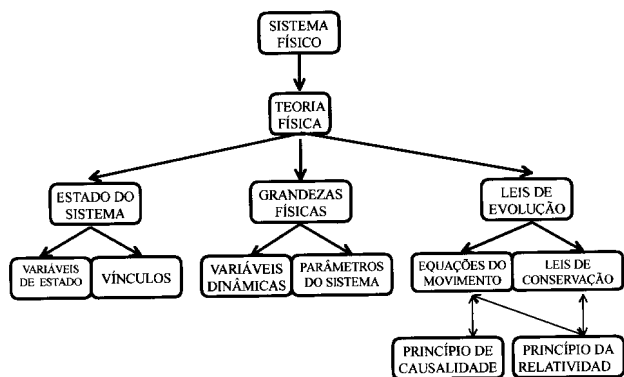 SISTEMA
FÍSICO
TEORIA
FÍSICA
ESTADO DO
SISTEMA
GRANDEZAS
FÍSICAS
LEIS DE
EVOLUÇÃO
VARIÁVEIS
DE ESTADO
VÍNCULOS
VARIÁVEIS
DINÂMICAS
PARÂMETROS
DO SISTEMA
EQUAÇÕES DO
MOVIMENTO
LEIS DE
CONSERVAÇÃO
PRINCÍPIO DE
CAUSALIDADE
PRINCÍPIO DA
RELATIVIDAD